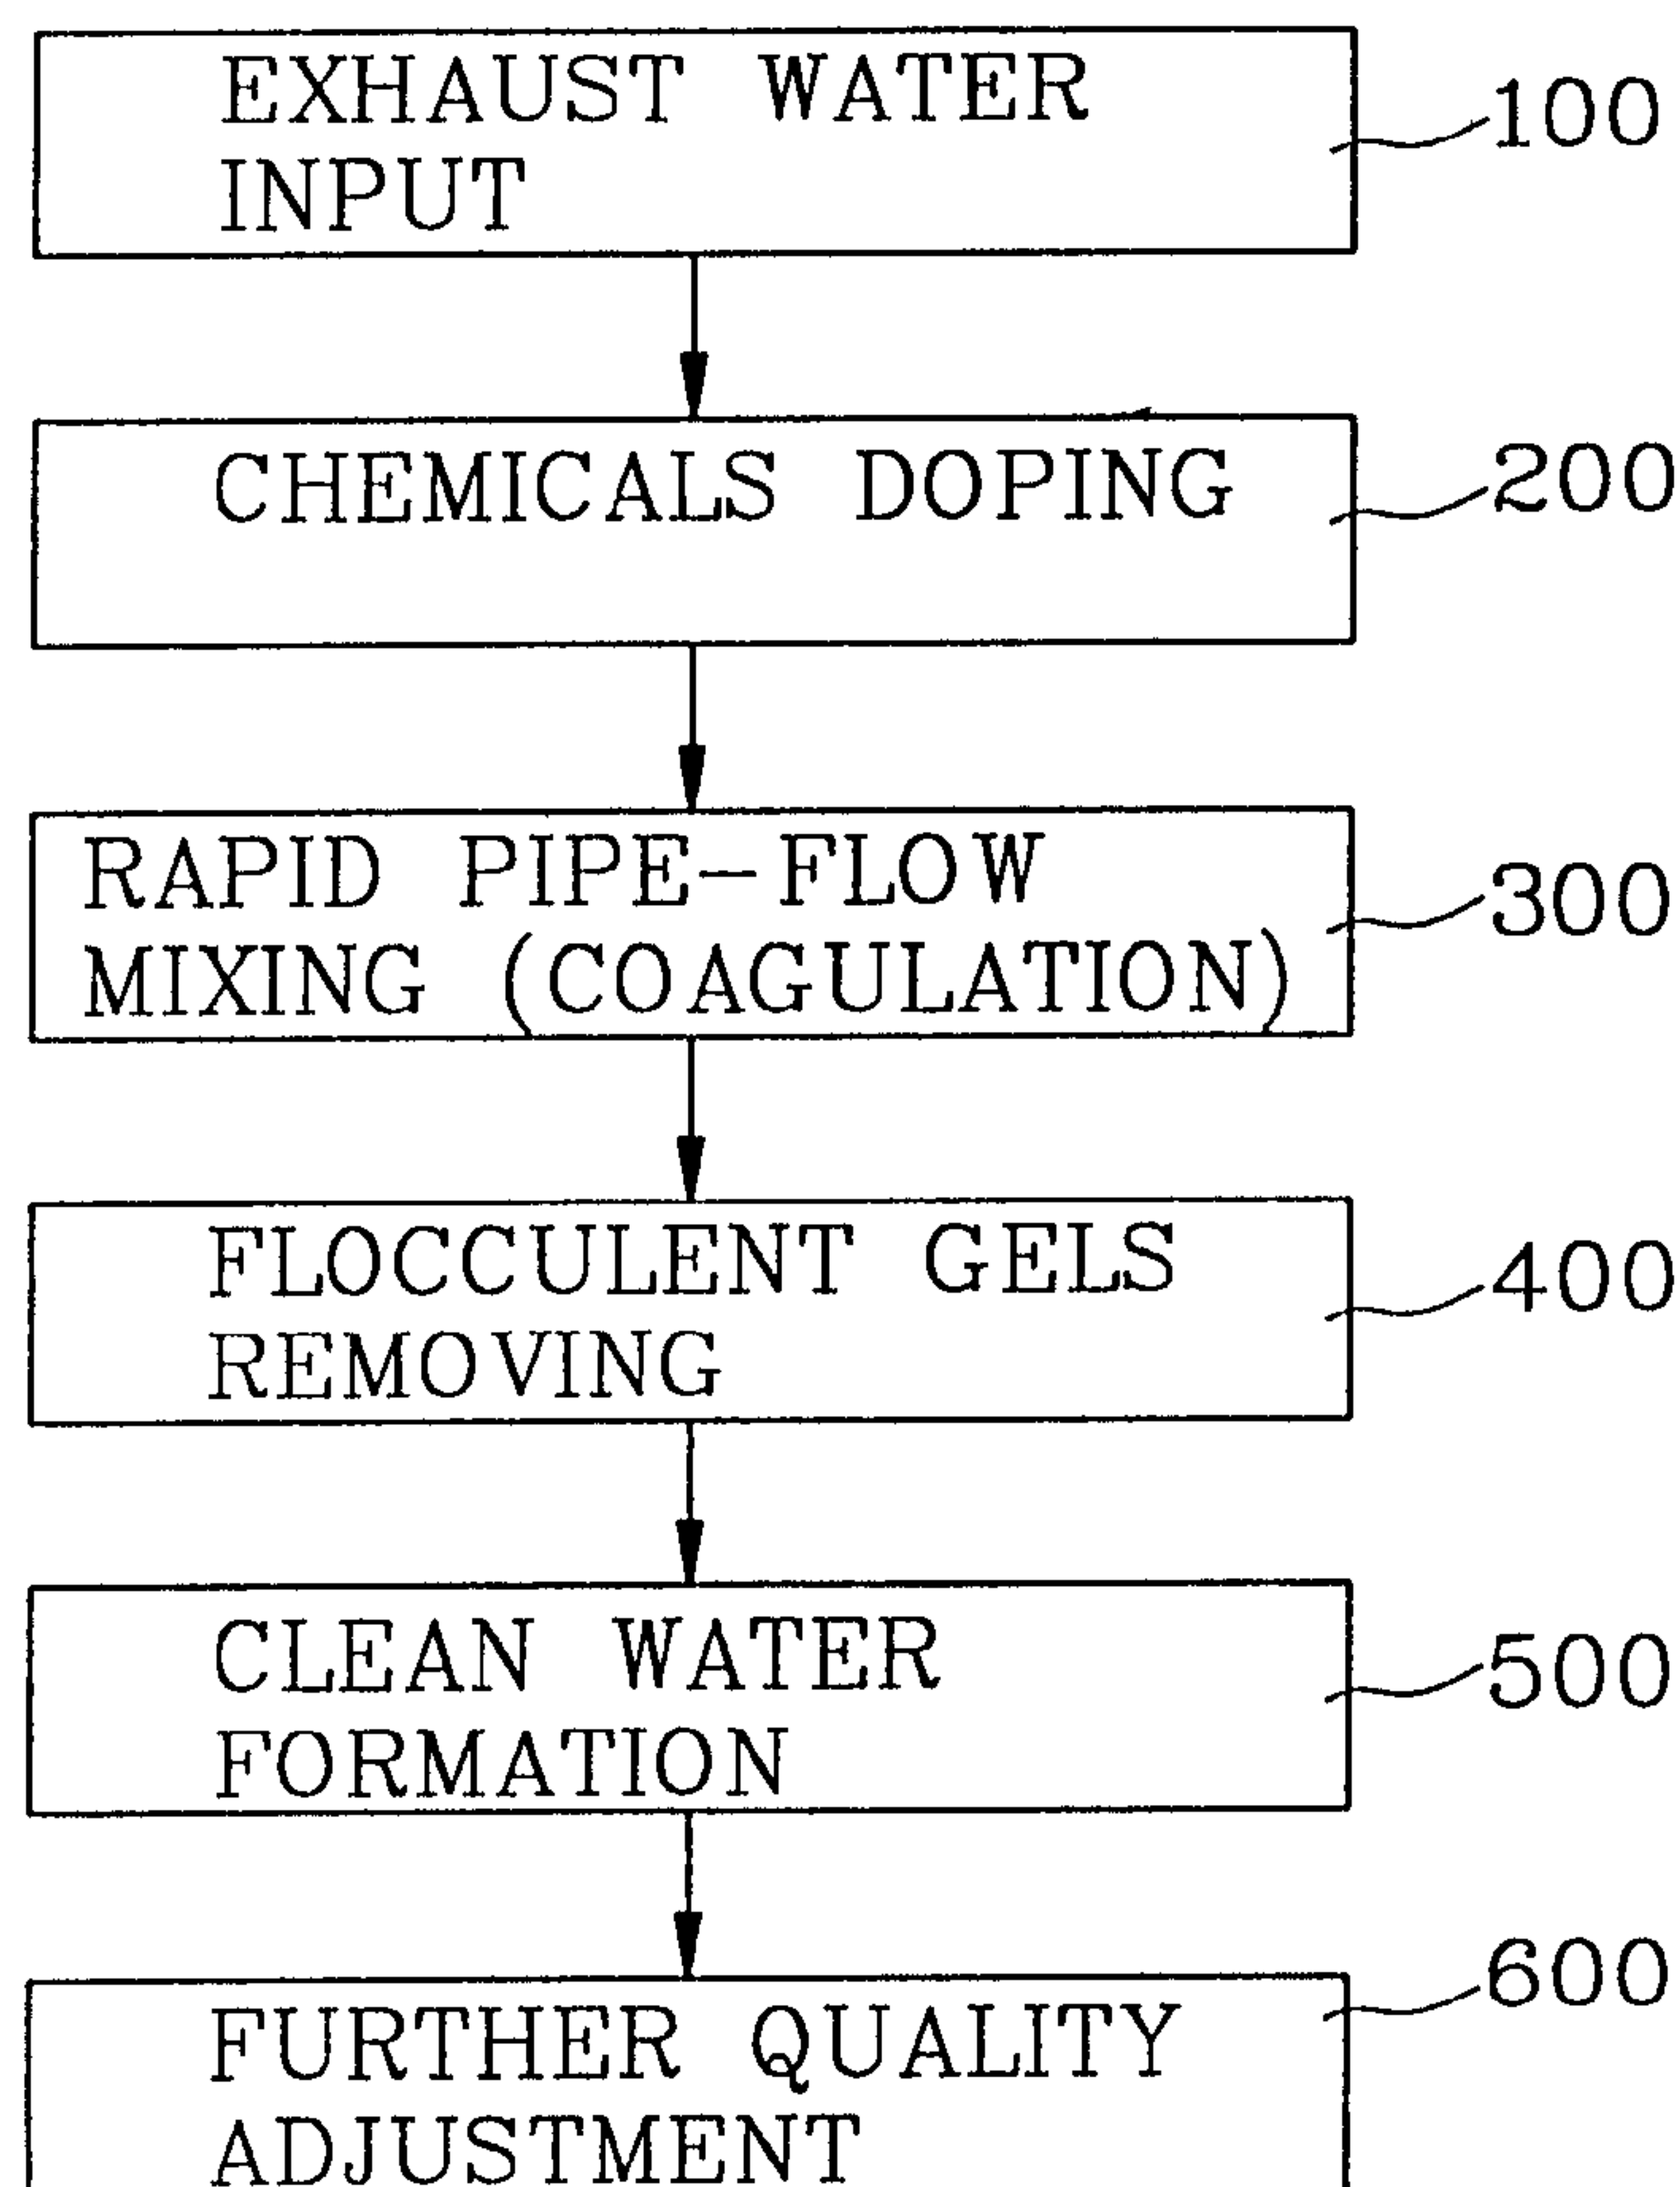 EXHAUST WATER
INPUT
100
CHEMICALS DOPING
200
RAPID PIPE-FLOW
MIXING (COAGULATION)
300
FLOCCULENT GELS
REMOVING
400
CLEAN WATER
FORMATION
500
FURTHER QUALITY
ADJUSTMENT
600